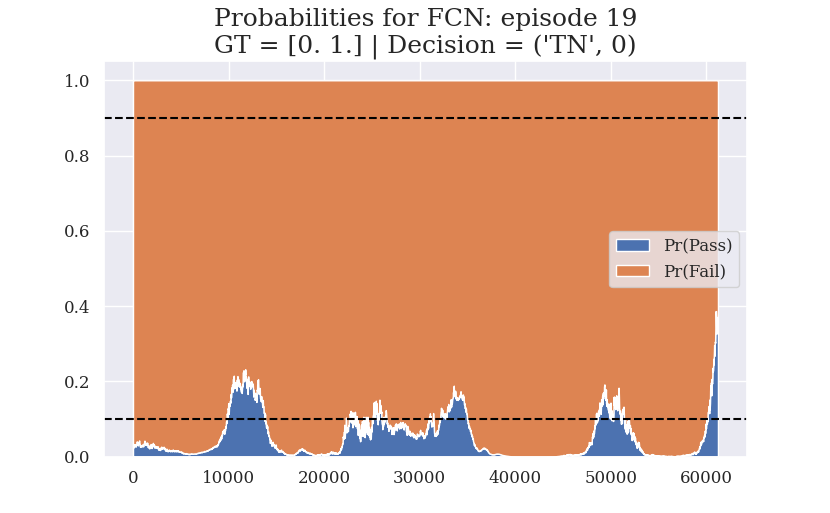 Probabilities for FCN: episode 19
GT = [0. 1.] | Decision = ('TN', 0)
1.0
0.8
0.6
0.4
0.2
0.0
Pr(Pass)
Pr(Fail)
0 10000 20000 30000 40000 50000 60000